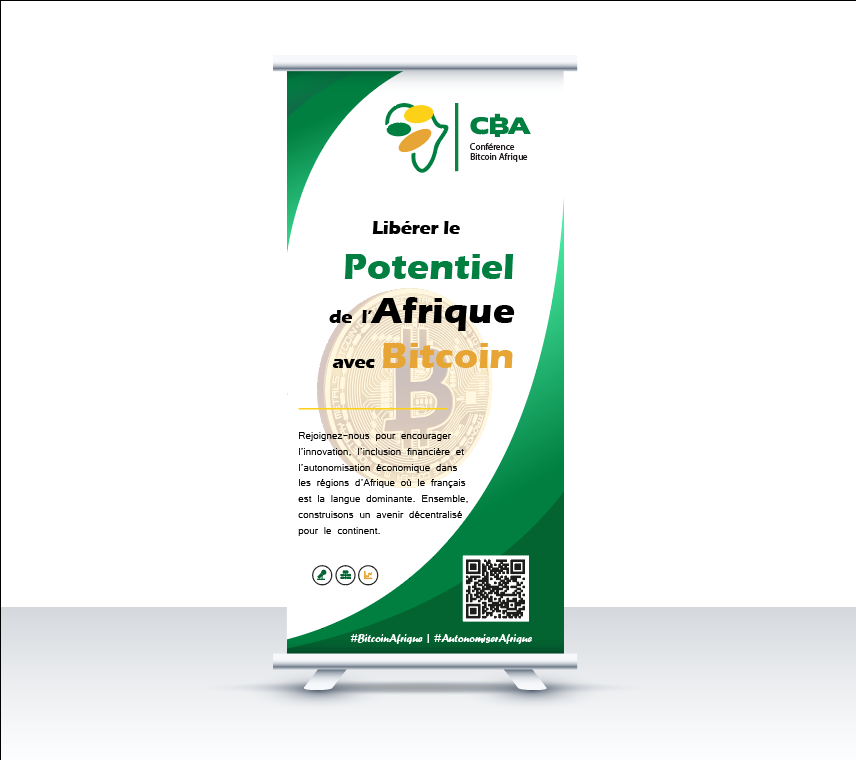 C₿A
Conférence
Bitcoin Afrique
Libérer le
Potentiel
de l'Afrique
avec Bitcoin
Rejoignez-nous pour encourager
l'innovation, l'inclusion financière et
l'autonomisation économique dans
les régions d'Afrique où le français
est la langue dominante. Ensemble,
construisons un avenir décentralisé
pour le continent.
#BitcoinAfrique | #AutonomiserAfrique